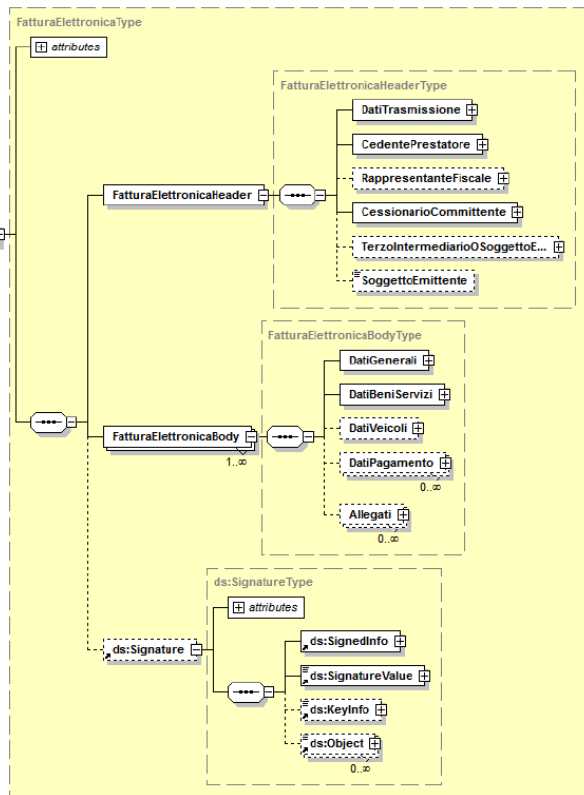 FatturaElettronicaType
attributes
FatturaElettronicaHeaderType
DatiTrasmissione
CedentePrestatore
RappresentanteFiscale
FatturaElettronicaHeader
CessionarioCommittente
TerzoIntermediarioOSoggettoE...
SoggettoEmittente
FatturaElettronicaBodyType
DatiGenerali
DatiBeniServizi
DatiVeicoli
FatturaElettronicaBody
1..∞
DatiPagamento
0..∞
Allegati
0..∞
ds:SignatureType
attributes
ds:Signature
ds:SignedInfo
ds:SignatureValue
ds:KeyInfo
ds:Object
0..∞